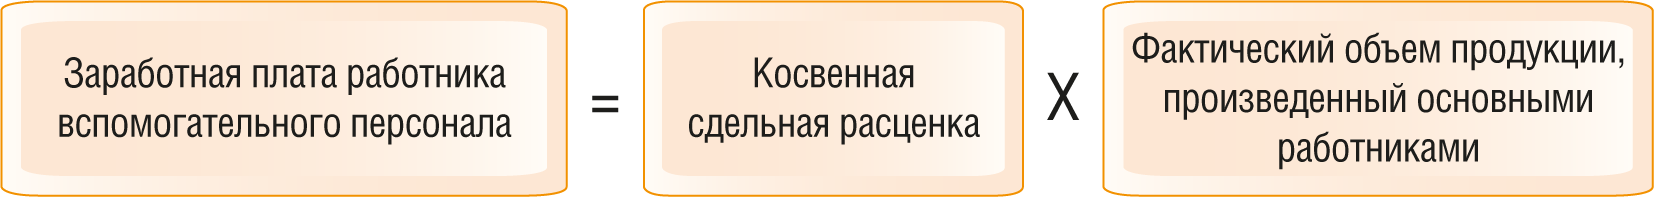 Заработная плата работника
вспомогательного персонала
=
Косвенная
сдельная расценка
X
Фактический объем продукции,
произведенный основными
работниками